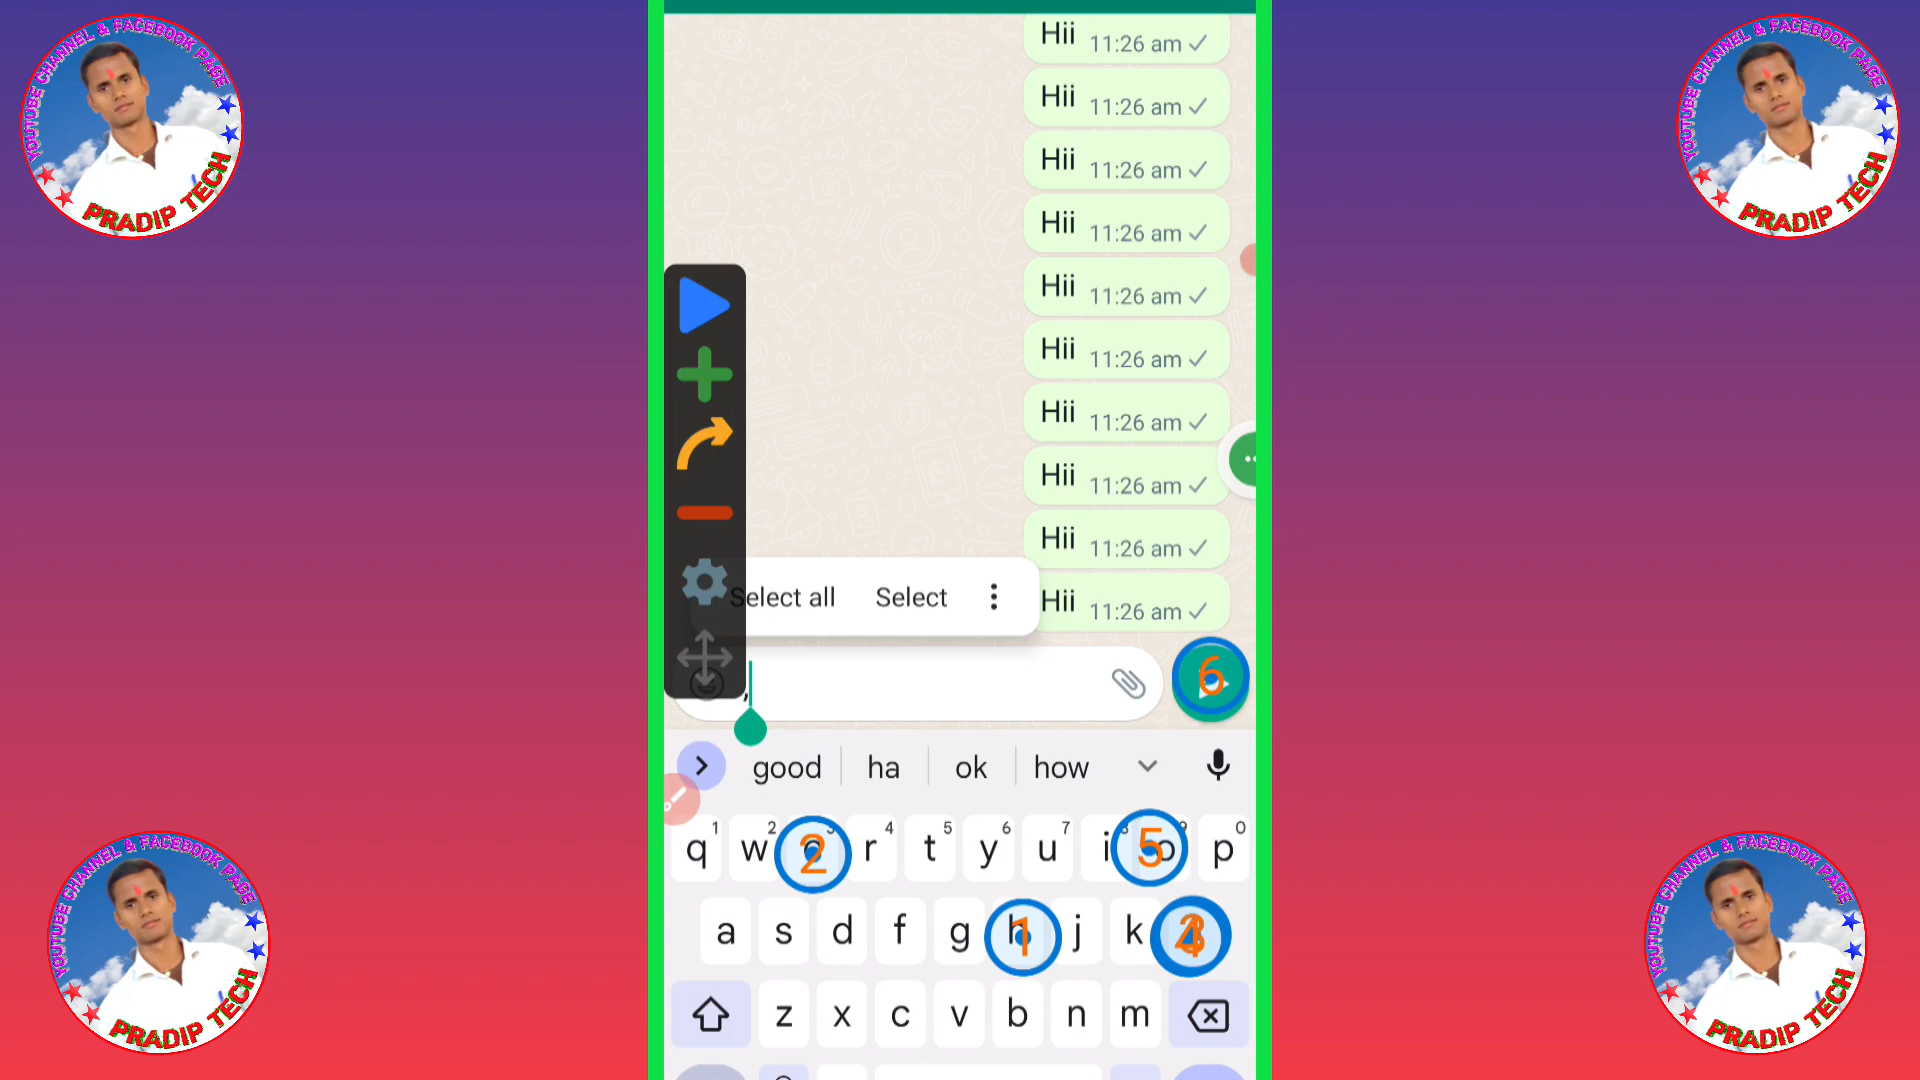 YOUTUBE CHANNEL & FACEBOOK PAGE
PRADIP TECH
YOUTUBE CHANNEL & FACEBOOK PAGE
PRADIP TECH
Hii 11:26 am
Hii 11:26 am
Hii 11:26 am
Hii 11:26 am
Hii 11:26 am
Hii 11:26 am
Hii 11:26 am
Hii 11:26 am
Hii 11:26 am
Select all Select
Hii 11:26 am
,
6
good ha ok how
q 1 w 2 2 3 r 4 t 5 y 6 u 7 i 5 o 9 p 0
a s d f g h 1 j k 4
z x c v b n m
YOUTUBE CHANNEL & FACEBOOK PAGE
PRADIP TECH
YOUTUBE CHANNEL & FACEBOOK PAGE
PRADIP TECH